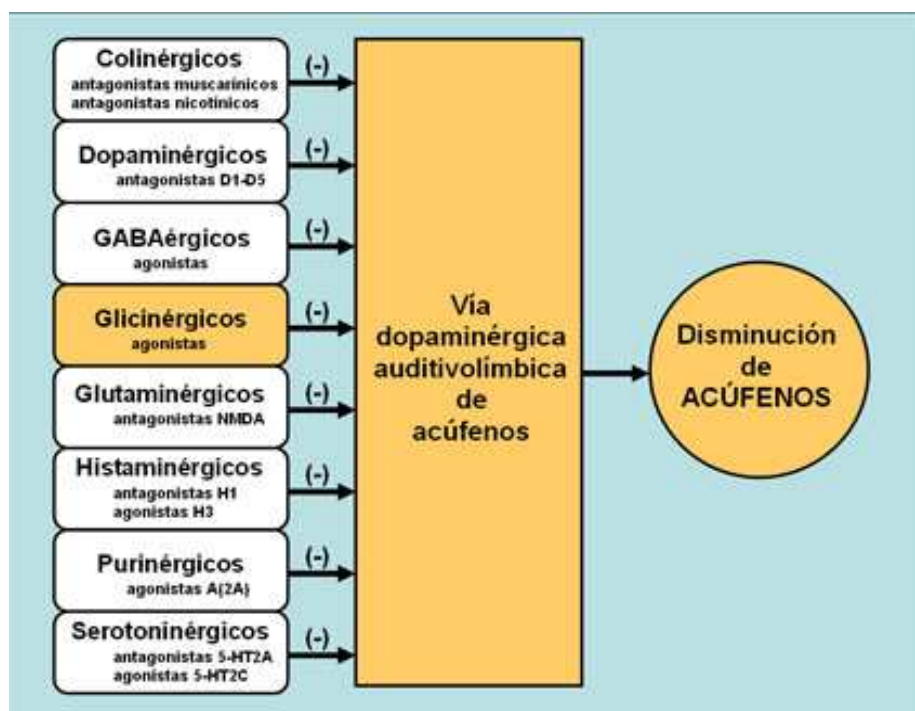 Colinérgicos
antagonistas muscarínicos
antagonistas nicotínicos
(-)
Dopaminérgicos
antagonistas D1-D5
(-)
GABAérgicos
agonistas
(-)
Glicinérgicos
agonistas
(-)
Glutaminérgicos
antagonistas NMDA
(-)
Histaminérgicos
antagonistas H1
agonistas H3
(-)
Purinérgicos
agonistas A(2A)
(-)
Serotoninérgicos
antagonistas 5-HT2A
agonistas 5-HT2C
(-)
Vía
dopaminérgica
auditivolímbica
de
acúfenos
Disminución
de
ACÚFENOS